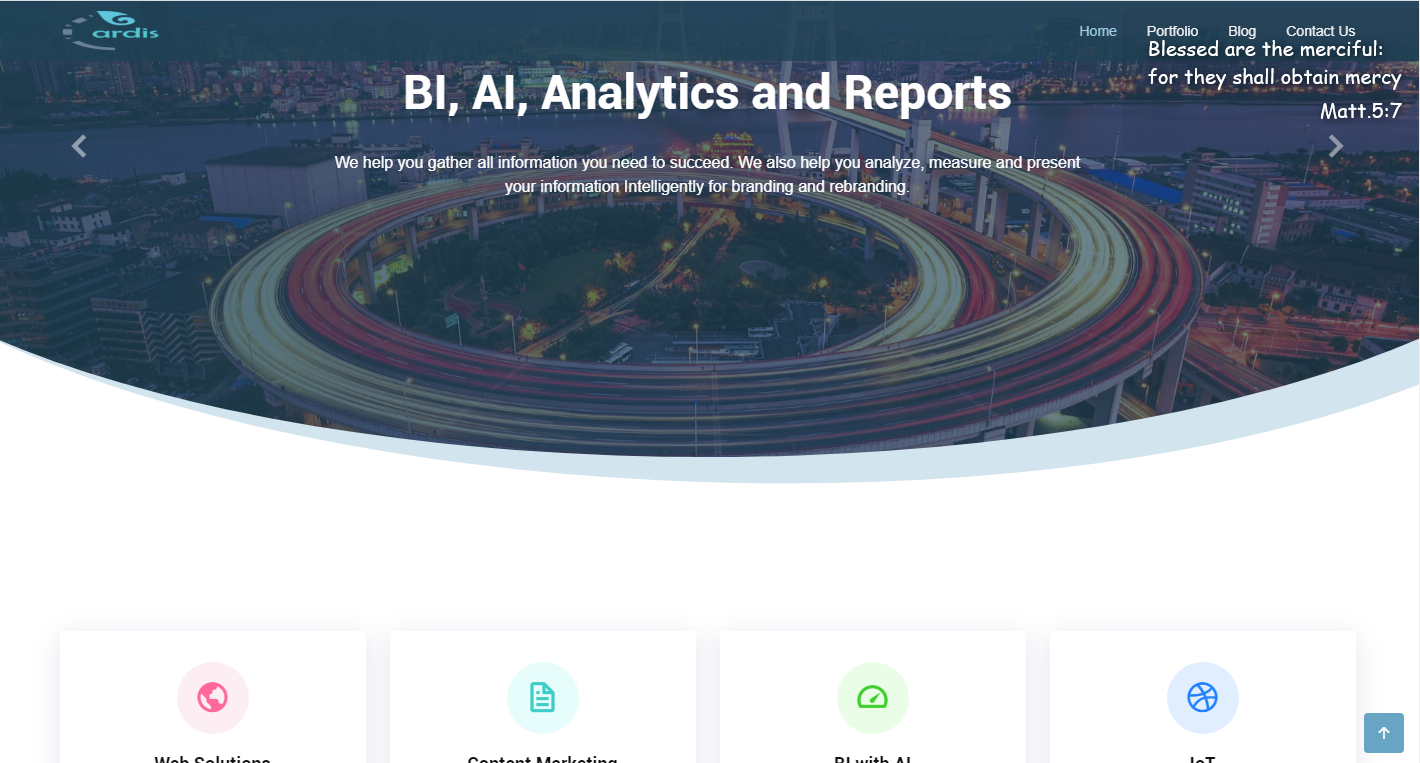 ardis
Home Portfolio Blog Contact Us
Blessed are the merciful:
for they shall obtain mercy
Matt.5:7
BI, AI, Analytics and Reports
We help you gather all information you need to succeed. We also help you analyze, measure and present
your information Intelligently for branding and rebranding.
Web Solutions
Content Marketing
BI with AI
IoT